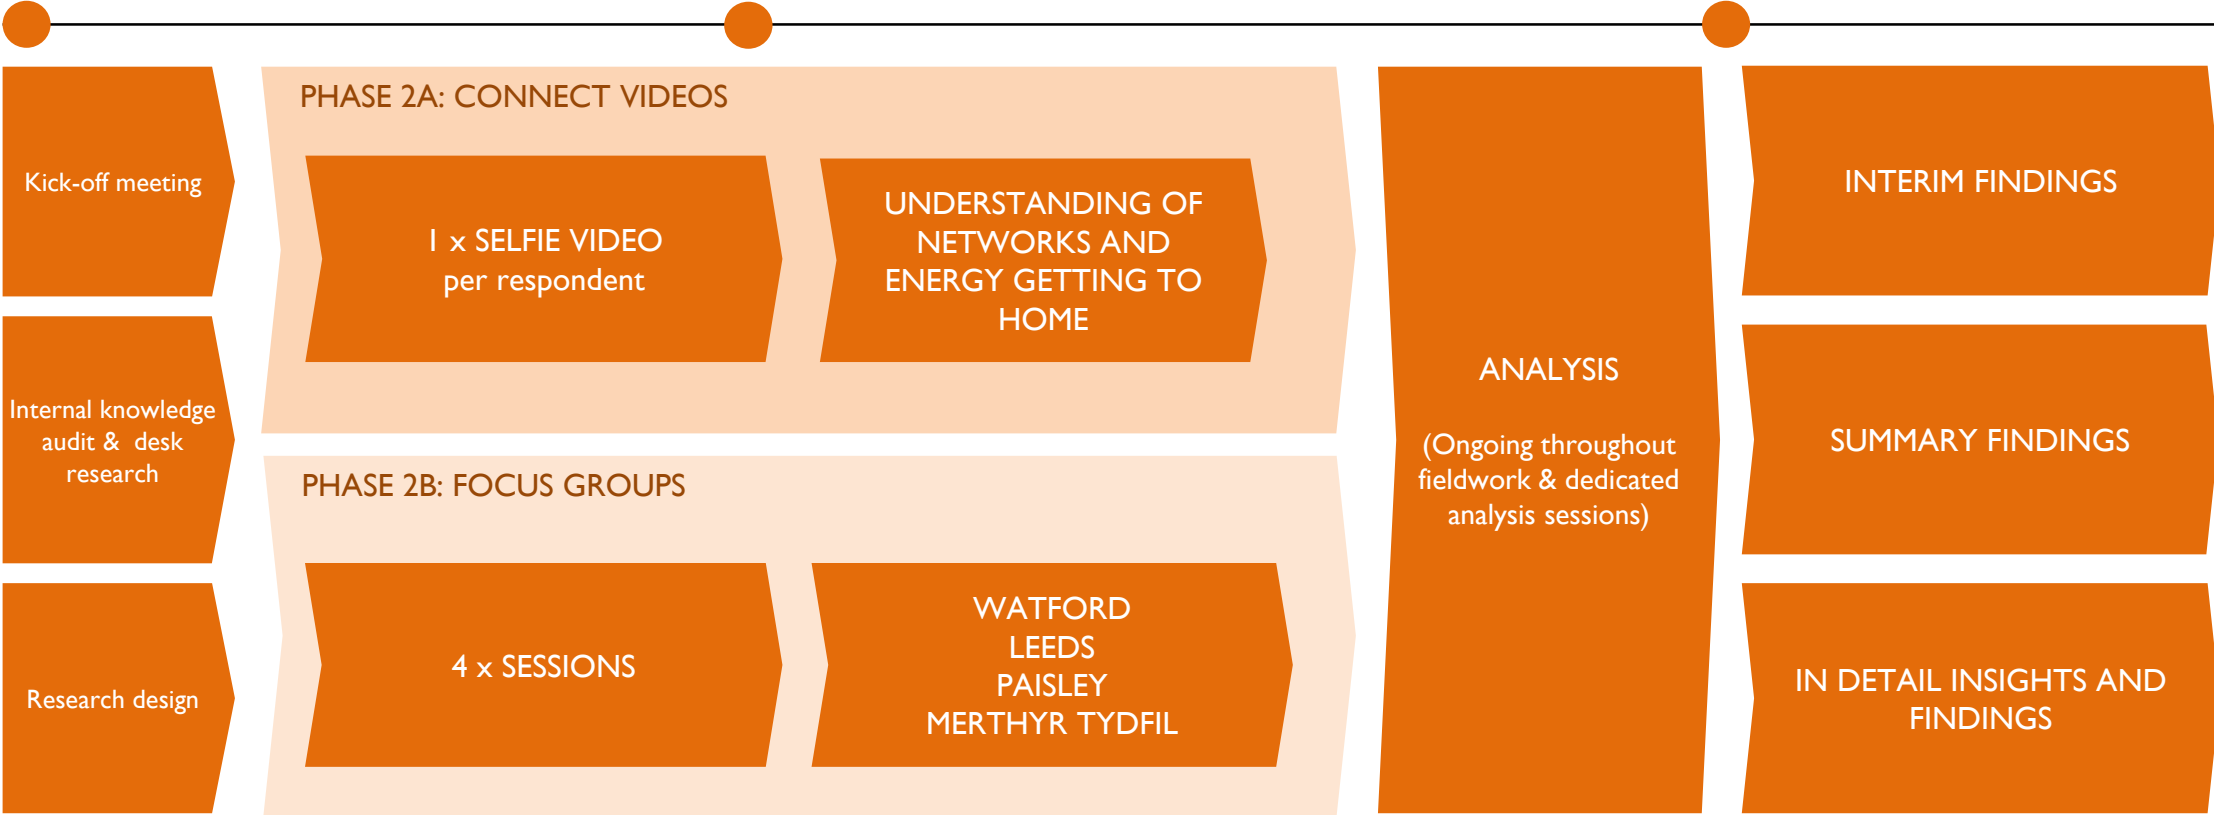 Kick-off meeting
Internal knowledge
audit & desk
research
Research design
PHASE 2A: CONNECT VIDEOS
1 x SELFIE VIDEO
per respondent
UNDERSTANDING OF
NETWORKS AND
ENERGY GETTING TO
HOME
PHASE 2B: FOCUS GROUPS
4 x SESSIONS
WATFORD
LEEDS
PAISLEY
MERTHYR TYDFIL
ANALYSIS
(Ongoing throughout
fieldwork & dedicated
analysis sessions)
INTERIM FINDINGS
SUMMARY FINDINGS
IN DETAIL INSIGHTS AND
FINDINGS